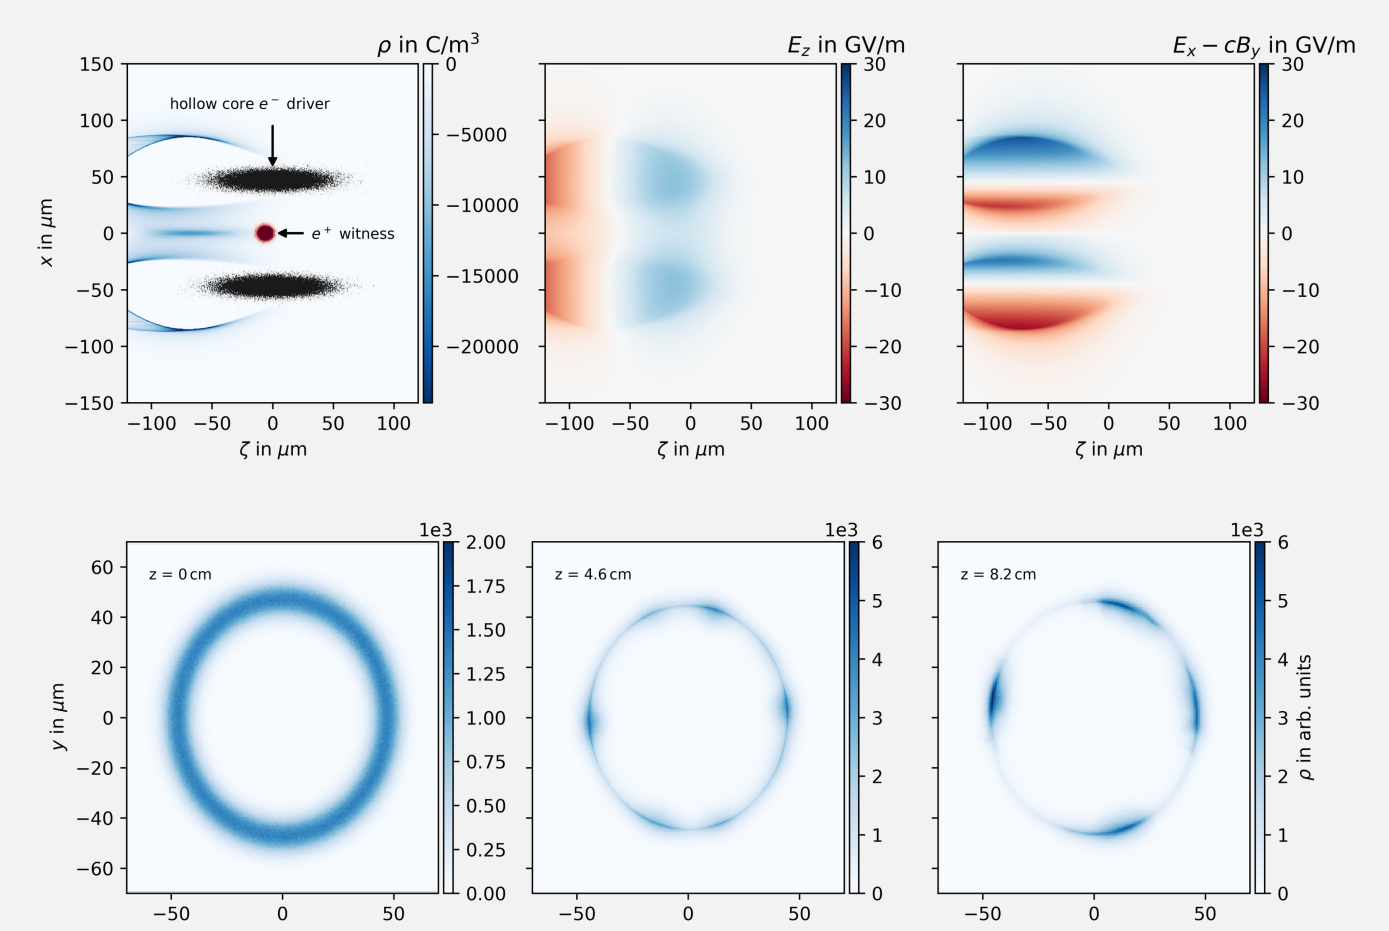 ρ in C/m³
E_z in GV/m
E_x − cB_y in GV/m
150
100
50
0
−50
−100
−150
x in μm
hollow core e⁻ driver
e⁺ witness
−100 −50 0 50 100
ζ in μm
0
−5000
−10000
−15000
−20000
−100 −50 0 50 100
ζ in μm
30
20
10
0
−10
−20
−30
−100 −50 0 50 100
ζ in μm
30
20
10
0
−10
−20
−30
60
40
20
0
−20
−40
−60
y in μm
z = 0 cm
−50 0 50
1e3
2.00
1.75
1.50
1.25
1.00
0.75
0.50
0.25
0.00
z = 4.6 cm
−50 0 50
1e3
6
5
4
3
2
1
0
z = 8.2 cm
−50 0 50
1e3
6
5
4
3
2
1
0
ρ in arb. units